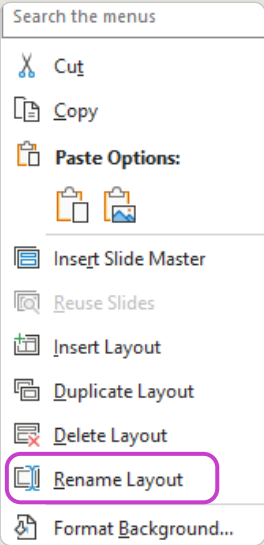 Search the menus
Cut
Copy
Paste Options:
Insert Slide Master
Reuse Slides
Insert Layout
Duplicate Layout
Delete Layout
Rename Layout
Format Background...